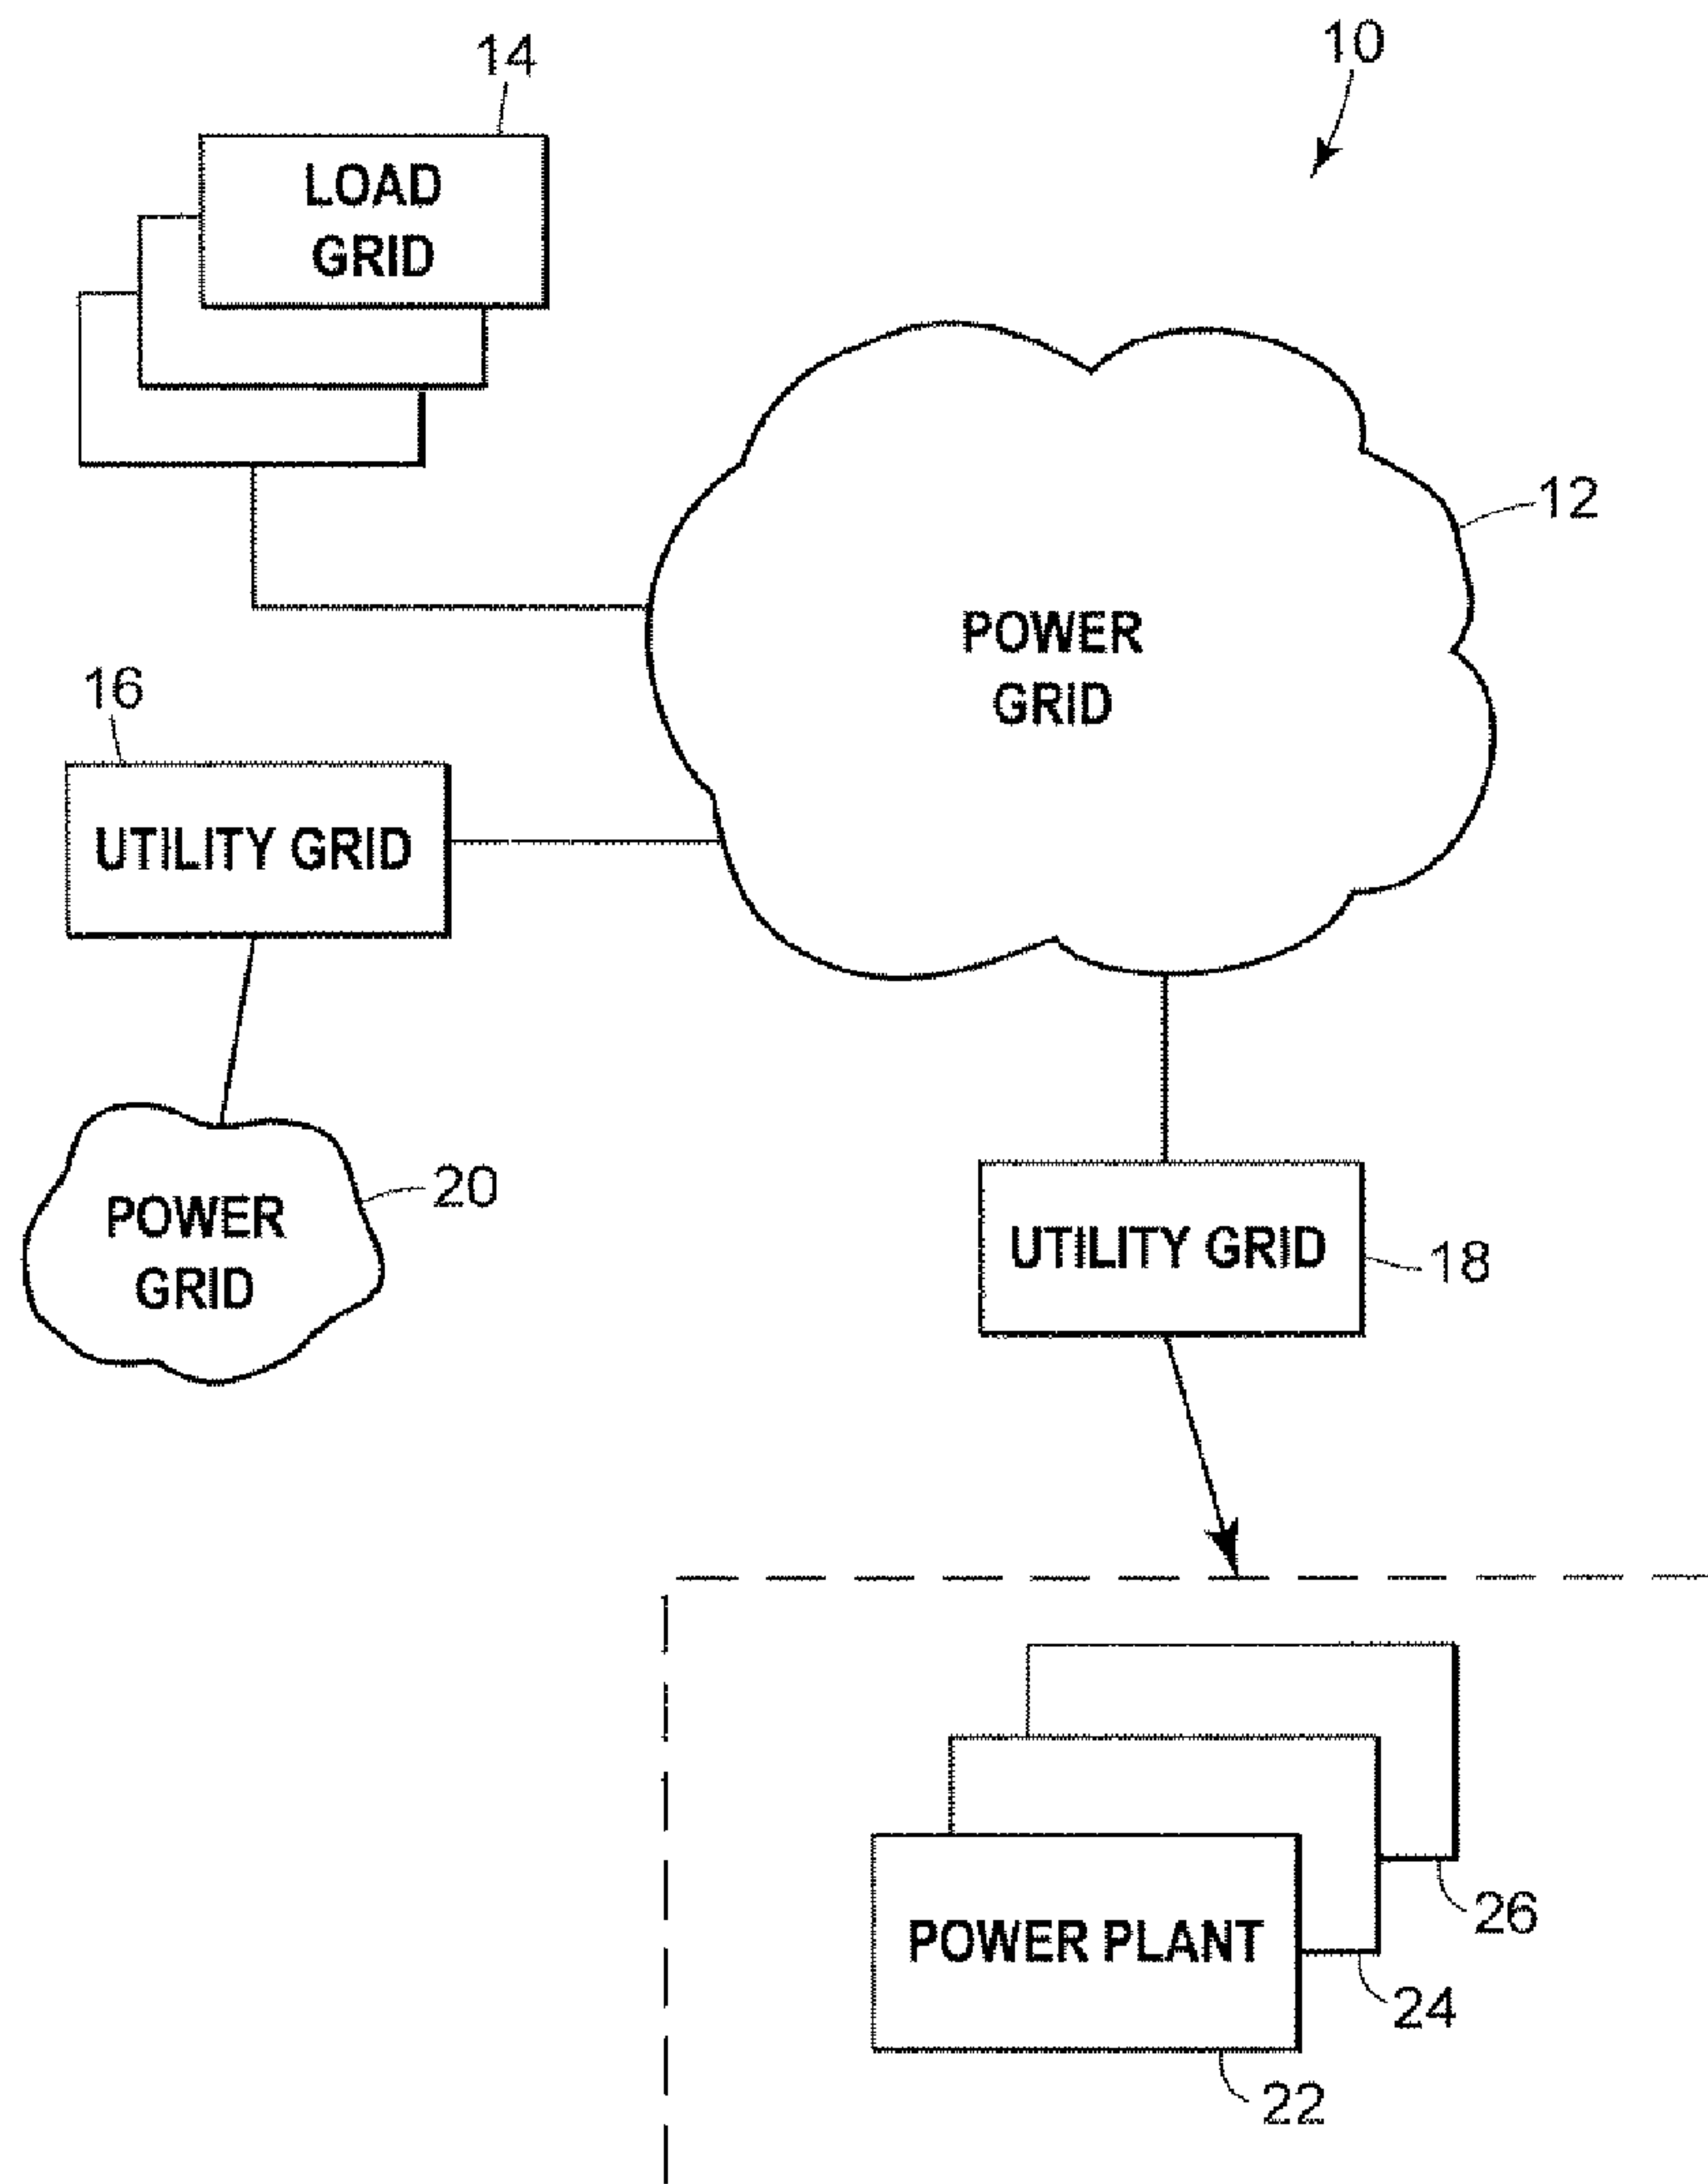 10
14
LOAD
GRID
12
POWER
GRID
16
UTILITY GRID
20
POWER
GRID
UTILITY GRID
18
26
POWER PLANT
24
22